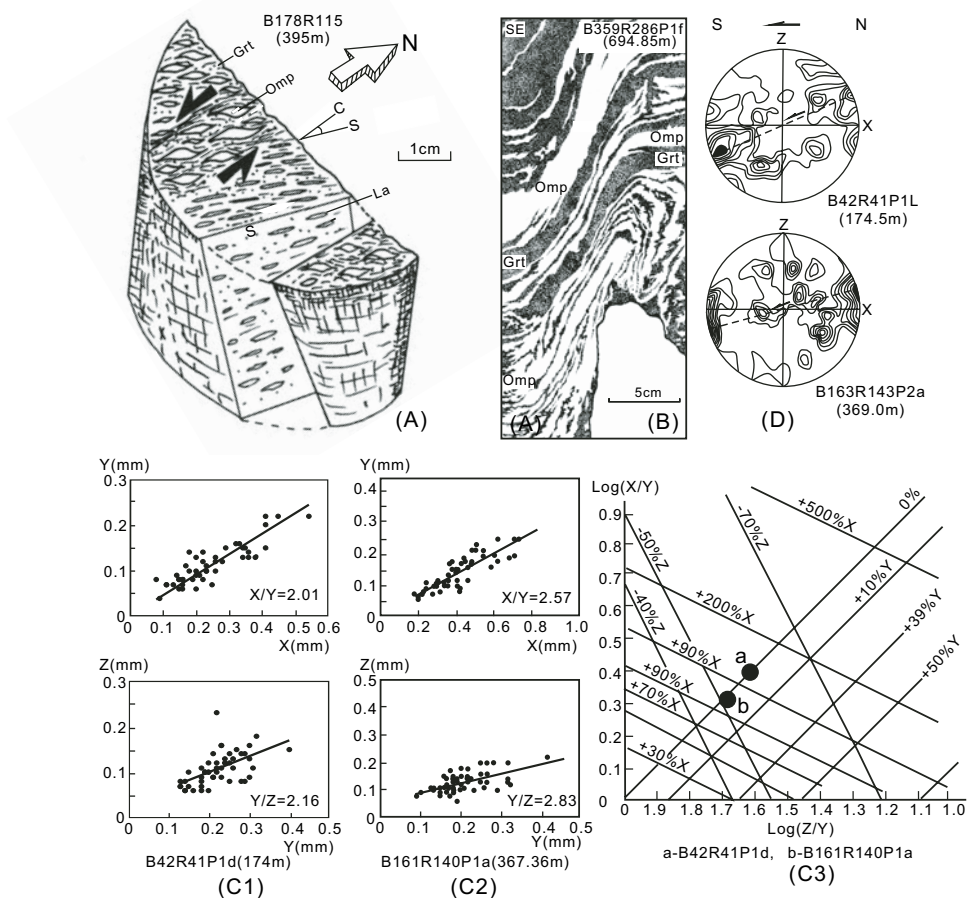 B178R115
(395m)
N
Grt
Omp
C
S
1cm
La
S
(A)
SE
B359R286P1f
(694.85m)
Omp
Grt
Omp
Grt
Omp
5cm
(A)
(B)
S N
Z
X
B42R41P1L
(174.5m)
Z
X
B163R143P2a
(369.0m)
(D)
Y(mm)
0.3
0.2
0.1
0
X/Y=2.01
0 0.1 0.2 0.3 0.4 0.5 0.6
X(mm)
Z(mm)
0.3
0.2
0.1
0
Y/Z=2.16
0 0.1 0.2 0.3 0.4 0.5
Y(mm)
B42R41P1d(174m)
(C1)
Y(mm)
0.4
0.3
0.2
0.1
0
X/Y=2.57
0 0.2 0.4 0.6 0.8 1.0
X(mm)
Z(mm)
0.5
0.4
0.3
0.2
0.1
0
Y/Z=2.83
0 0.1 0.2 0.3 0.4 0.5
Y(mm)
B161R140P1a(367.36m)
(C2)
Log(X/Y)
0.9
0.8
0.7
0.6
0.5
0.4
0.3
0.2
0.1
0
-50%Z
-70%Z
+500%X
0%
-40%Z
+200%X
+10%Y
+39%Y
+90%X
a
+90%X
+50%Y
+70%X
b
+30%X
0 1.9 1.8 1.7 1.6 1.5 1.4 1.3 1.2 1.1 1.0
Log(Z/Y)
a-B42R41P1d, b-B161R140P1a
(C3)